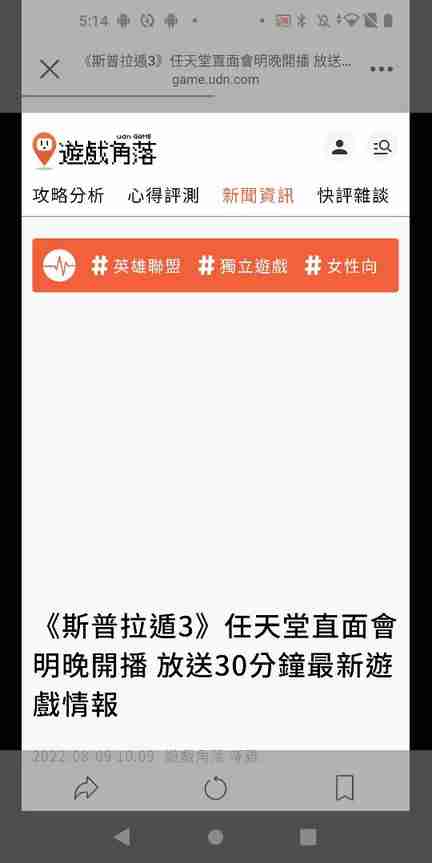 5:14
《斯普拉遁3》任天堂直面會明晚開播 放送...
game.udn.com
udn GAME
遊戲角落
攻略分析 心得評測 新聞資訊 快評雜談
#英雄聯盟 #獨立遊戲 #女性向
《斯普拉遁3》任天堂直面會
明晚開播 放送30分鐘最新遊
戲情報
2022-08-09 10:09 遊戲角落